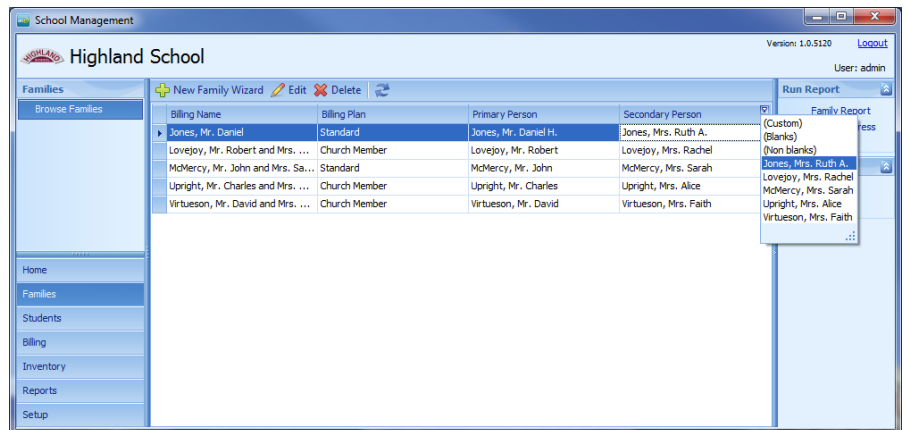 School Management
HIGHLAND
Highland School
Version: 1.0.5120 Logout
User: admin
Families
Browse Families
New Family Wizard Edit Delete
Billing Name Billing Plan Primary Person Secondary Person
Jones, Mr. Daniel Standard Jones, Mr. Daniel H. Jones, Mrs. Ruth A.
Lovejoy, Mr. Robert and Mrs. ... Church Member Lovejoy, Mr. Robert Lovejoy, Mrs. Rachel
McMercy, Mr. John and Mrs. Sa... Standard McMercy, Mr. John McMercy, Mrs. Sarah
Upright, Mr. Charles and Mrs. ... Church Member Upright, Mr. Charles Upright, Mrs. Alice
Virtueson, Mr. David and Mrs. ... Church Member Virtueson, Mr. David Virtueson, Mrs. Faith
Run Report
Family Report
(Custom)
(Blanks)
(Non blanks)
Jones, Mrs. Ruth A.
Lovejoy, Mrs. Rachel
McMercy, Mrs. Sarah
Upright, Mrs. Alice
Virtueson, Mrs. Faith
Home
Families
Students
Billing
Inventory
Reports
Setup